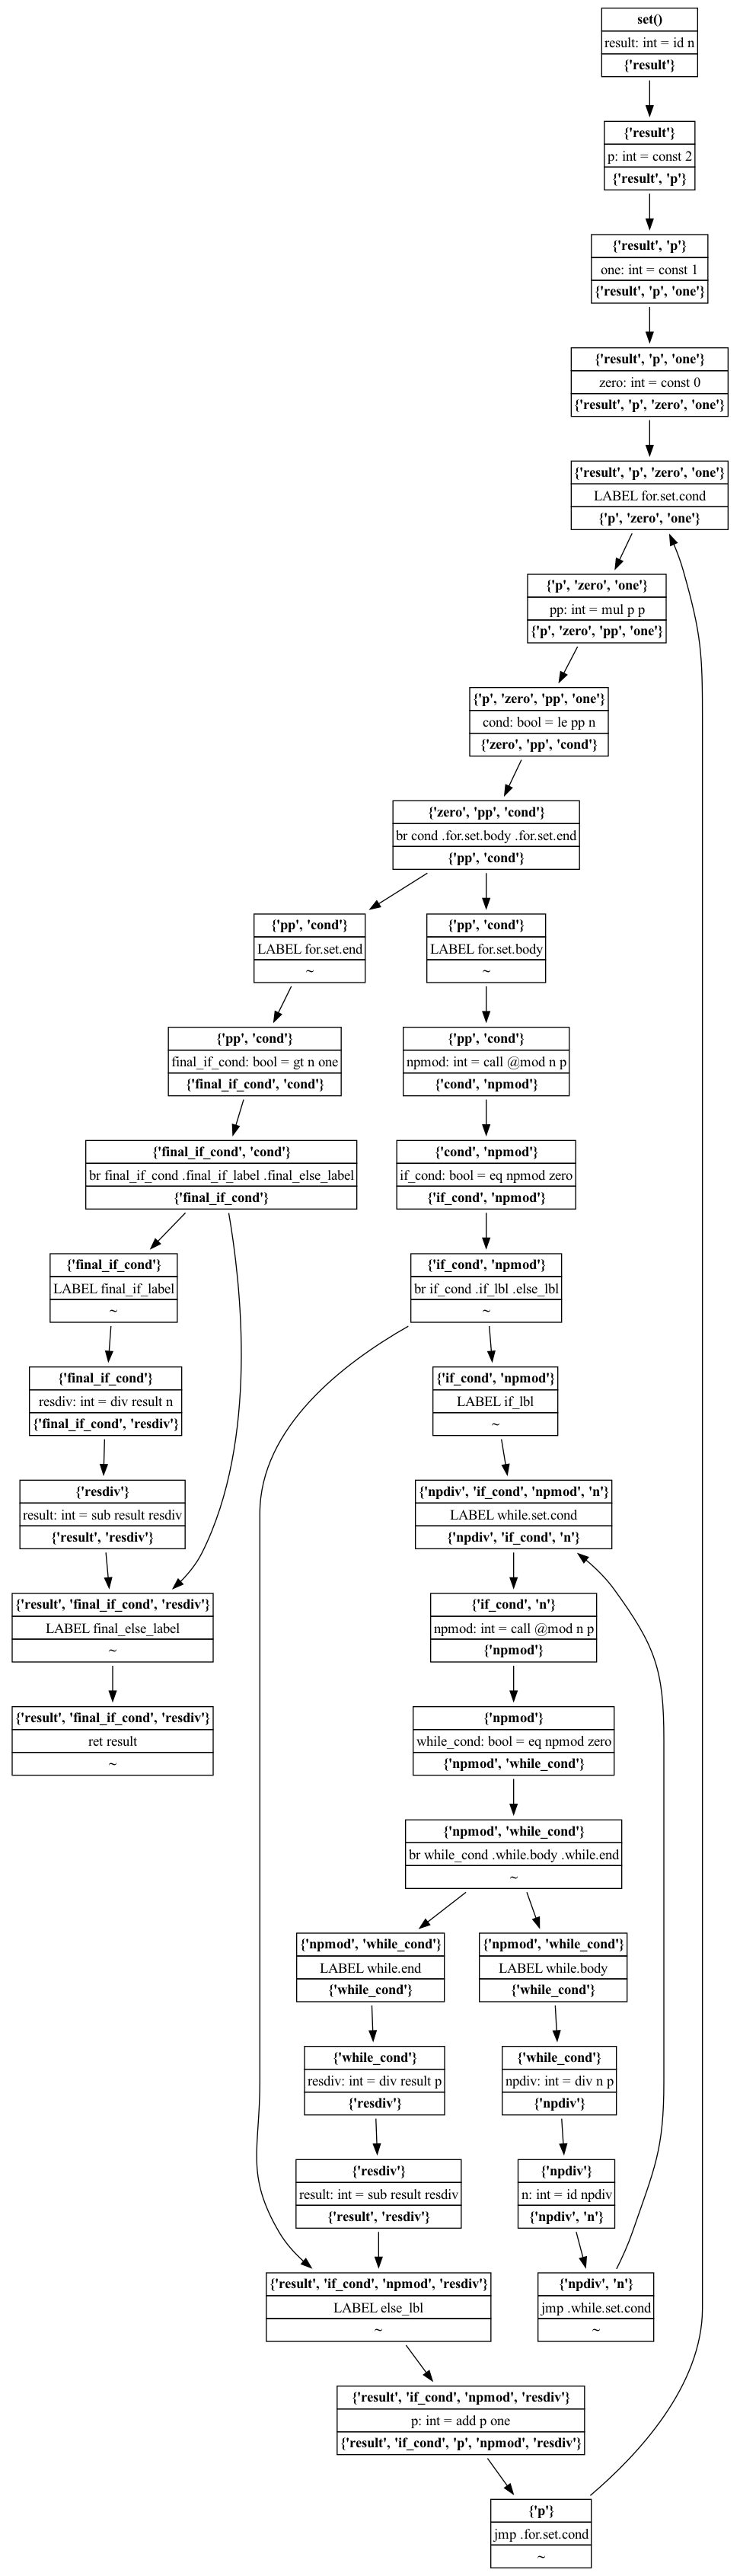 set()
result: int = id n
{'result'}
{'result'}
p: int = const 2
{'result', 'p'}
{'result', 'p'}
one: int = const 1
{'result', 'p', 'one'}
{'result', 'p', 'one'}
zero: int = const 0
{'result', 'p', 'zero', 'one'}
{'result', 'p', 'zero', 'one'}
LABEL for.set.cond
{'p', 'zero', 'one'}
{'p', 'zero', 'one'}
pp: int = mul p p
{'p', 'zero', 'pp', 'one'}
{'p', 'zero', 'pp', 'one'}
cond: bool = le pp n
{'zero', 'pp', 'cond'}
{'zero', 'pp', 'cond'}
br cond .for.set.body .for.set.end
{'pp', 'cond'}
{'pp', 'cond'}
LABEL for.set.end
~
{'pp', 'cond'}
LABEL for.set.body
~
{'pp', 'cond'}
final_if_cond: bool = gt n one
{'final_if_cond', 'cond'}
{'pp', 'cond'}
npmod: int = call @mod n p
{'cond', 'npmod'}
{'final_if_cond', 'cond'}
br final_if_cond .final_if_label .final_else_label
{'final_if_cond'}
{'cond', 'npmod'}
if_cond: bool = eq npmod zero
{'if_cond', 'npmod'}
{'final_if_cond'}
LABEL final_if_label
~
{'if_cond', 'npmod'}
br if_cond .if_lbl .else_lbl
~
{'final_if_cond'}
resdiv: int = div result n
{'final_if_cond', 'resdiv'}
{'if_cond', 'npmod'}
LABEL if_lbl
~
{'resdiv'}
result: int = sub result resdiv
{'result', 'resdiv'}
{'npdiv', 'if_cond', 'npmod', 'n'}
LABEL while.set.cond
{'npdiv', 'if_cond', 'n'}
{'result', 'final_if_cond', 'resdiv'}
LABEL final_else_label
~
{'if_cond', 'n'}
npmod: int = call @mod n p
{'npmod'}
{'result', 'final_if_cond', 'resdiv'}
ret result
~
{'npmod'}
while_cond: bool = eq npmod zero
{'npmod', 'while_cond'}
{'npmod', 'while_cond'}
br while_cond .while.body .while.end
~
{'npmod', 'while_cond'}
LABEL while.end
{'while_cond'}
{'npmod', 'while_cond'}
LABEL while.body
{'while_cond'}
{'while_cond'}
resdiv: int = div result p
{'resdiv'}
{'while_cond'}
npdiv: int = div n p
{'npdiv'}
{'resdiv'}
result: int = sub result resdiv
{'result', 'resdiv'}
{'npdiv'}
n: int = id npdiv
{'npdiv', 'n'}
{'result', 'if_cond', 'npmod', 'resdiv'}
LABEL else_lbl
~
{'npdiv', 'n'}
jmp .while.set.cond
~
{'result', 'if_cond', 'npmod', 'resdiv'}
p: int = add p one
{'result', 'if_cond', 'p', 'npmod', 'resdiv'}
{'p'}
jmp .for.set.cond
~